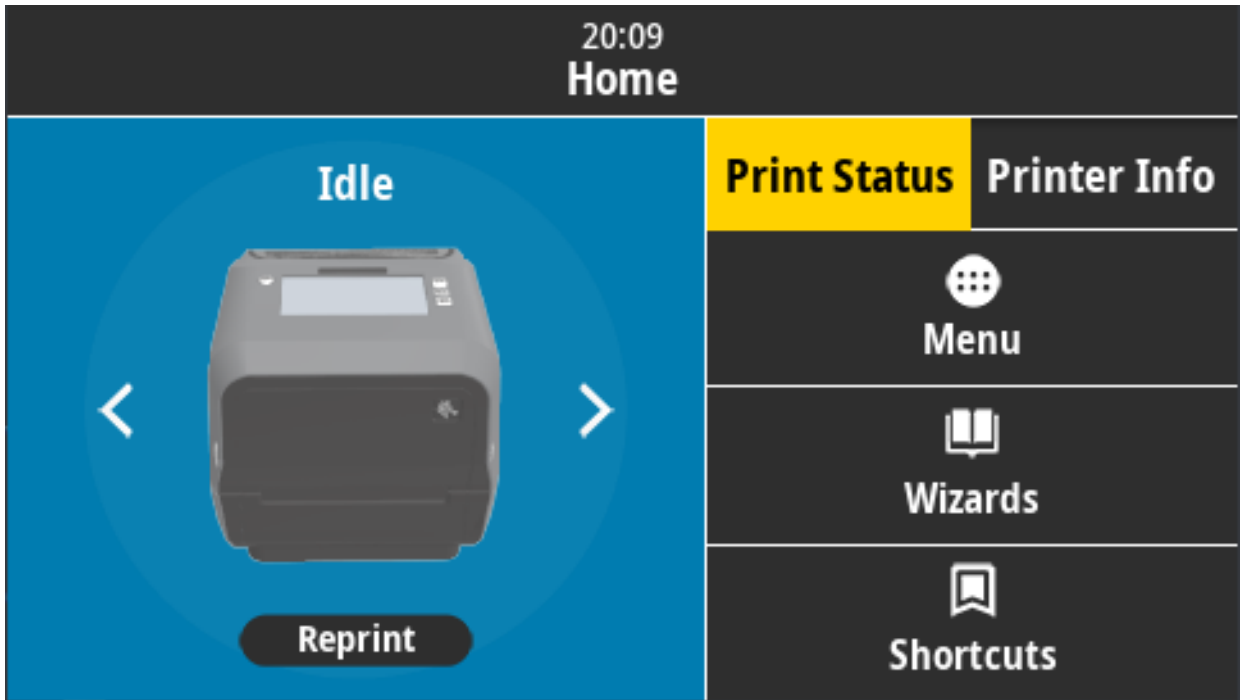 20:09
Home
Idle
Print Status
Printer Info
Menu
Wizards
Reprint
Shortcuts